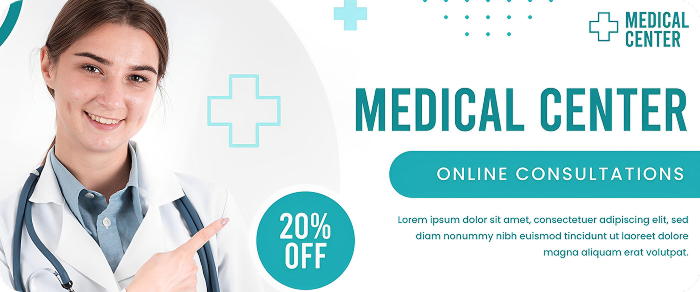 MEDICAL
CENTER
MEDICAL CENTER
ONLINE CONSULTATIONS
Lorem ipsum dolor sit amet, consectetuer adipiscing elit, sed
diam nonummy nibh euismod tincidunt ut laoreet dolore
magna aliquam erat volutpat.
20%
OFF